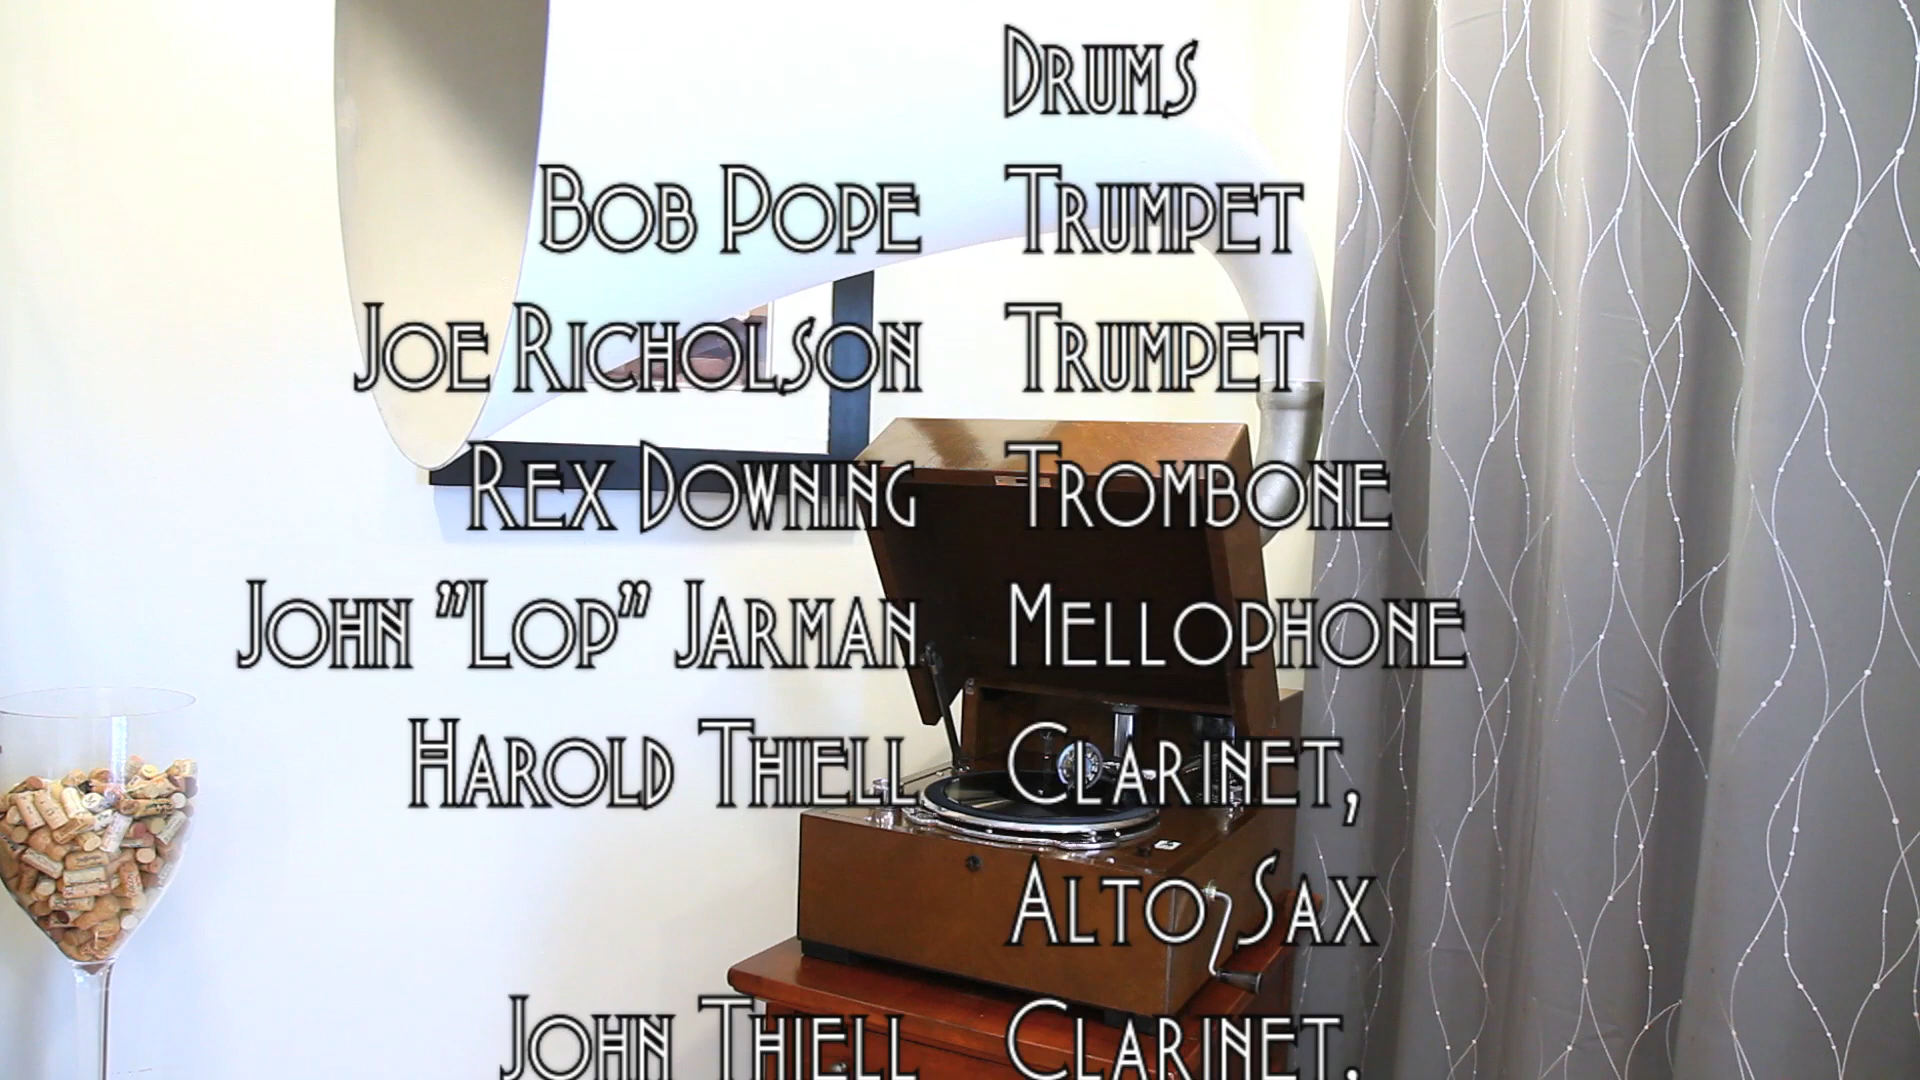 Drums
Bob Pope Trumpet
Joe Richolson Trumpet
Rex Downing Trombone
John "Lop" Jarman Mellophone
Harold Thiell Clarinet,
Alto Sax
John Thiell Clarinet,